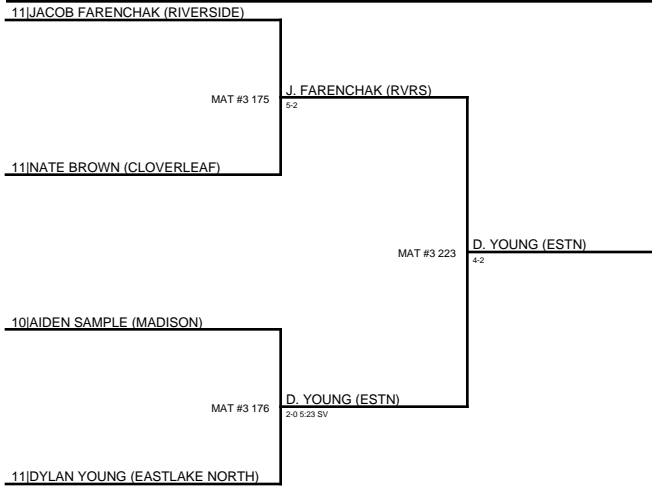 11|JACOB FARENCHAK (RIVERSIDE)
MAT #3 175
J. FARENCHAK (RVRS)
5-2
11|NATE BROWN (CLOVERLEAF)
MAT #3 223
D. YOUNG (ESTN)
4-2
10|AIDEN SAMPLE (MADISON)
MAT #3 176
D. YOUNG (ESTN)
2-0 5:23 SV
11|DYLAN YOUNG (EASTLAKE NORTH)